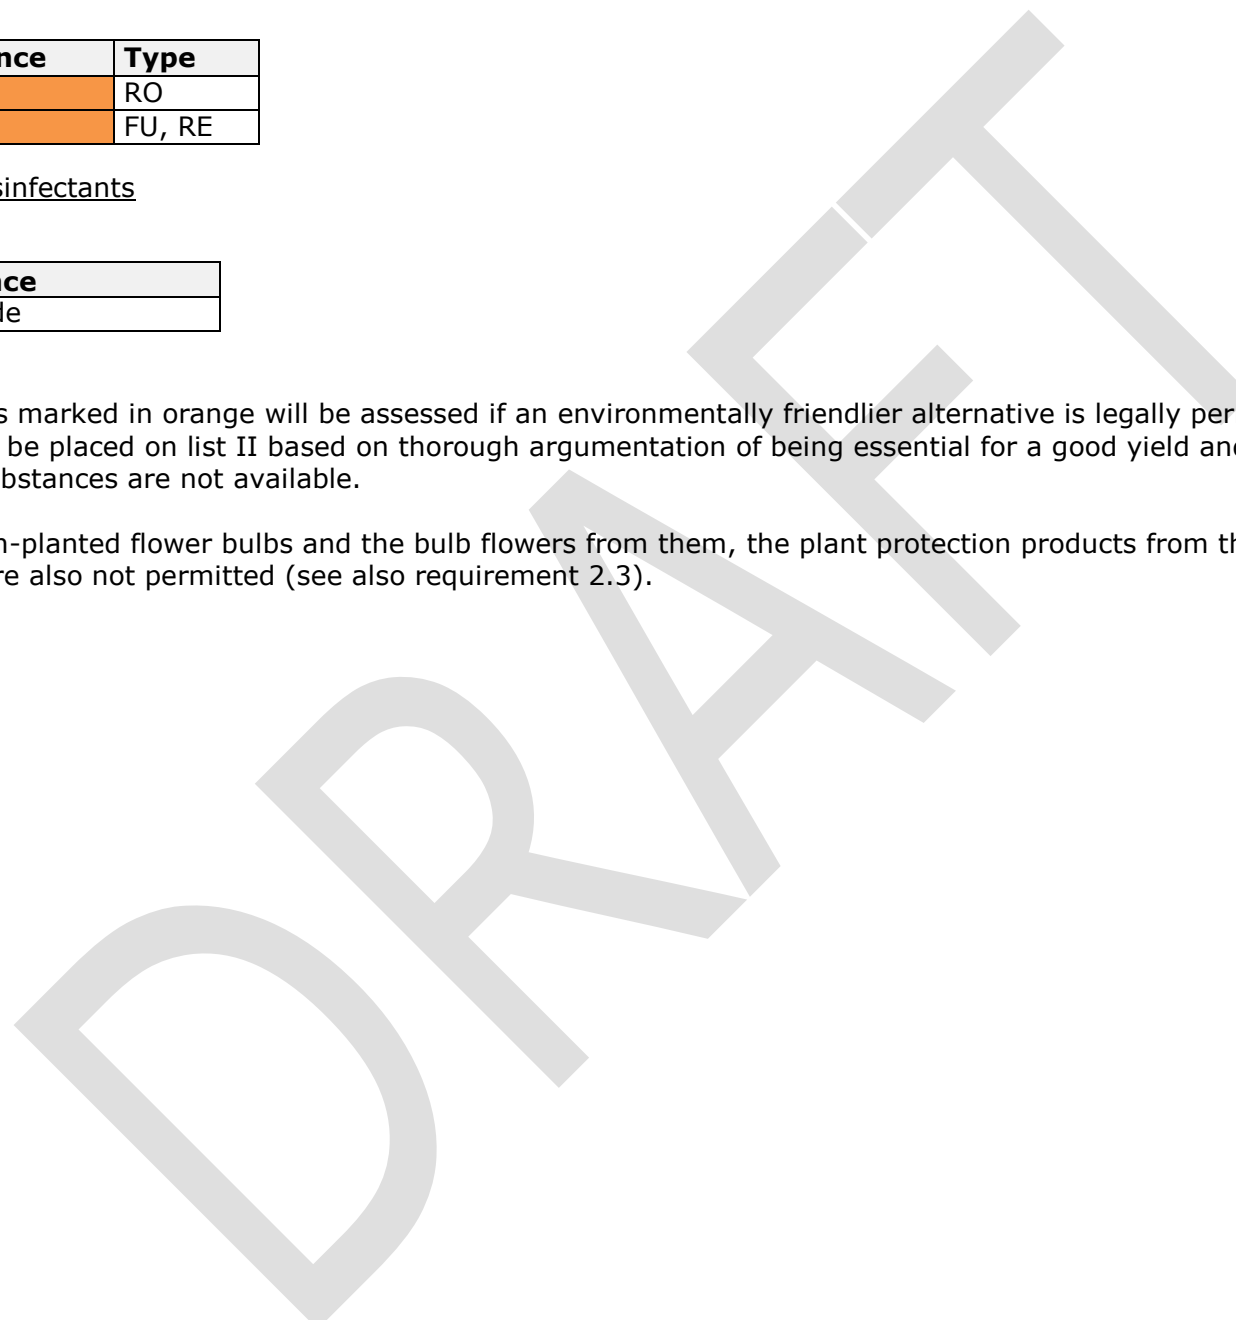 nce Type
RO
FU, RE
sinfectants
ce
de
s marked in orange will be assessed if an environmentally friendlier alternative is legally per
be placed on list II based on thorough argumentation of being essential for a good yield and
bstances are not available.
n-planted flower bulbs and the bulb flowers from them, the plant protection products from th
re also not permitted (see also requirement 2.3).
DRAFT